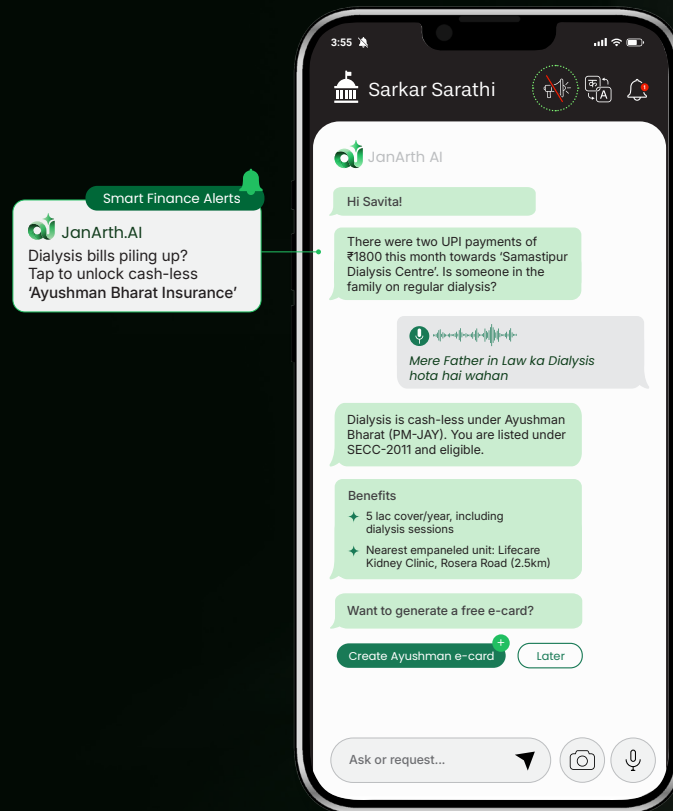 3:55
Sarkar Sarathi
क
A
JanArth AI
Smart Finance Alerts
JanArth.AI
Dialysis bills piling up?
Tap to unlock cash-less
‘Ayushman Bharat Insurance’
Hi Savita!
There were two UPI payments of
₹1800 this month towards ‘Samastipur
Dialysis Centre’. Is someone in the
family on regular dialysis?
Mere Father in Law ka Dialysis
hota hai wahan
Dialysis is cash-less under Ayushman
Bharat (PM-JAY). You are listed under
SECC-2011 and eligible.
Benefits
5 lac cover/year, including
dialysis sessions
Nearest empaneled unit: Lifecare
Kidney Clinic, Rosera Road (2.5km)
Want to generate a free e-card?
Create Ayushman e-card
+
Later
Ask or request...